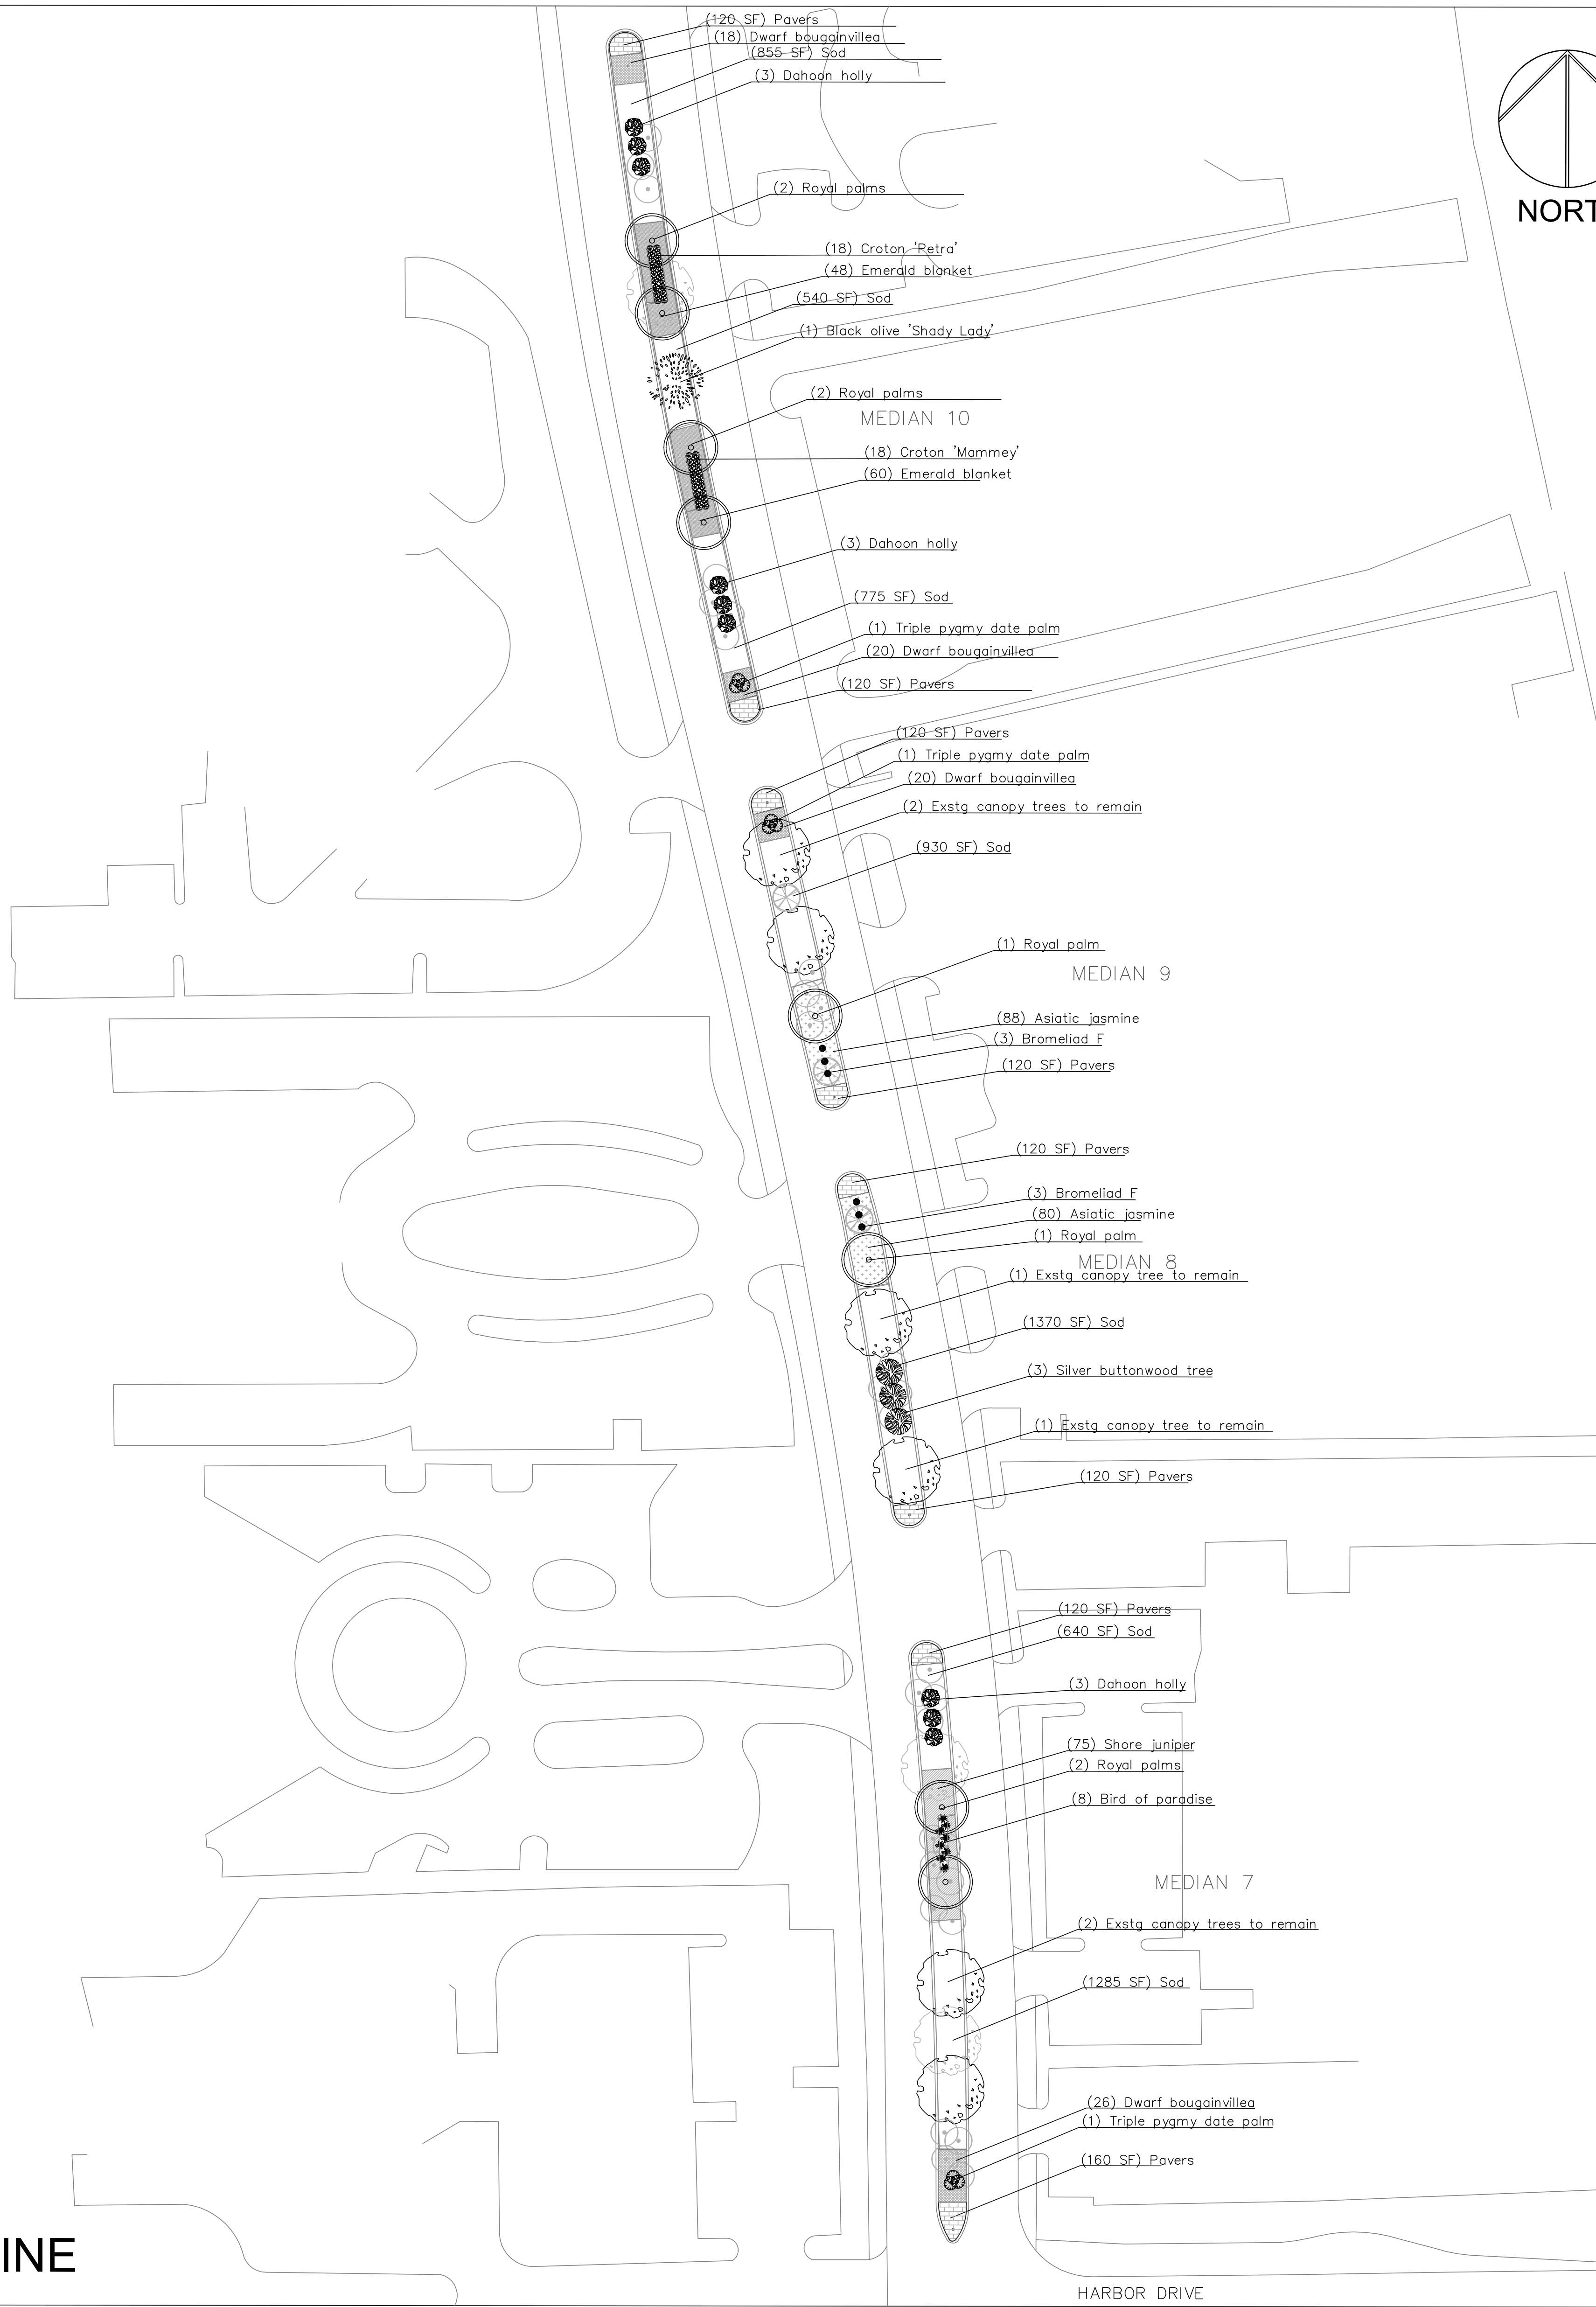 (120 SF) Pavers
(18) Dwarf bougainvillea
(855 SF) Sod
(3) Dahoon holly
(2) Royal palms
NORT
(18) Croton 'Petra'
(48) Emerald blanket
(540 SF) Sod
(1) Black olive 'Shady Lady'
(2) Royal palms
MEDIAN 10
(18) Croton 'Mammey'
(60) Emerald blanket
(3) Dahoon holly
(775 SF) Sod
(1) Triple pygmy date palm
(20) Dwarf bougainvillea
(120 SF) Pavers
(120 SF) Pavers
(1) Triple pygmy date palm
(20) Dwarf bougainvillea
(2) Exstg canopy trees to remain
(930 SF) Sod
(1) Royal palm
MEDIAN 9
(88) Asiatic jasmine
(3) Bromeliad F
(120 SF) Pavers
(120 SF) Pavers
(3) Bromeliad F
(80) Asiatic jasmine
(1) Royal palm
MEDIAN 8
(1) Exstg canopy tree to remain
(1370 SF) Sod
(3) Silver buttonwood tree
(1) Exstg canopy tree to remain
(120 SF) Pavers
(120 SF) Pavers
(640 SF) Sod
(3) Dahoon holly
(75) Shore juniper
(2) Royal palms
(8) Bird of paradise
MEDIAN 7
(2) Exstg canopy trees to remain
(1285 SF) Sod
(26) Dwarf bougainvillea
(1) Triple pygmy date palm
(160 SF) Pavers
INE
HARBOR DRIVE